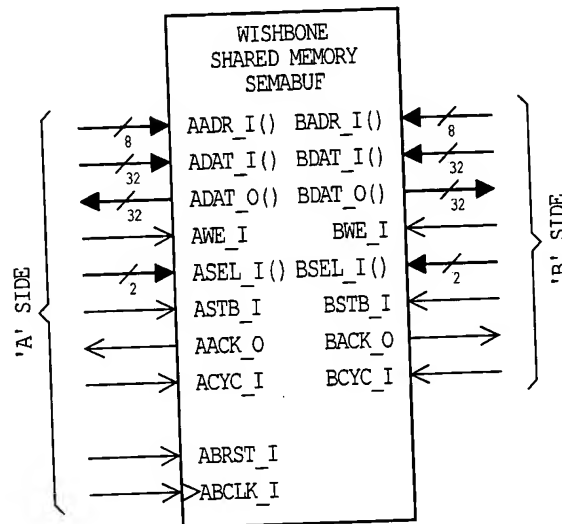 WISHBONE
SHARED MEMORY
SEMABUF
AADR_I() BADR_I()
8 8
ADAT_I() BDAT_I()
32 32
ADAT_O() BDAT_O()
32 32
AWE_I BWE_I
ASEL_I() BSEL_I()
2 2
ASTB_I BSTB_I
AACK_O BACK_O
ACYC_I BCYC_I
ABRST_I
ABCLK_I
'A' SIDE
'B' SIDE